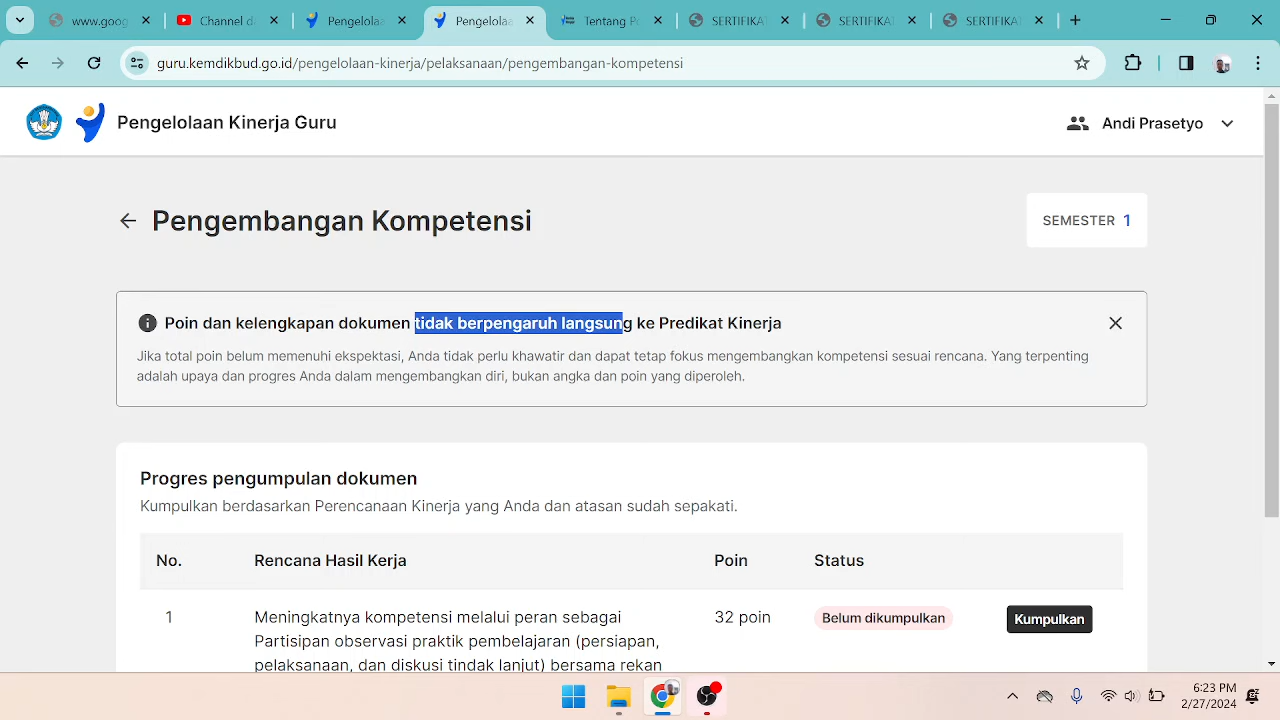 www.goog
Channel d
Pengelola
Pengelola
Tentang P
SERTIFIKA
SERTIFIKA
SERTIFIKA
guru.kemdikbud.go.id/pengelolaan-kinerja/pelaksanaan/pengembangan-kompetensi
Pengelolaan Kinerja Guru
Andi Prasetyo
Pengembangan Kompetensi
SEMESTER 1
Poin dan kelengkapan dokumen tidak berpengaruh langsung ke Predikat Kinerja
Jika total poin belum memenuhi ekspektasi, Anda tidak perlu khawatir dan dapat tetap fokus mengembangkan kompetensi sesuai rencana. Yang terpenting
adalah upaya dan progres Anda dalam mengembangkan diri, bukan angka dan poin yang diperoleh.
Progres pengumpulan dokumen
Kumpulkan berdasarkan Perencanaan Kinerja yang Anda dan atasan sudah sepakati.
No. Rencana Hasil Kerja Poin Status
1 Meningkatnya kompetensi melalui peran sebagai 32 poin Belum dikumpulkan Kumpulkan
Partisipan observasi praktik pembelajaran (persiapan,
pelaksanaan, dan diskusi tindak lanjut) bersama rekan
6:23 PM
2/27/2024